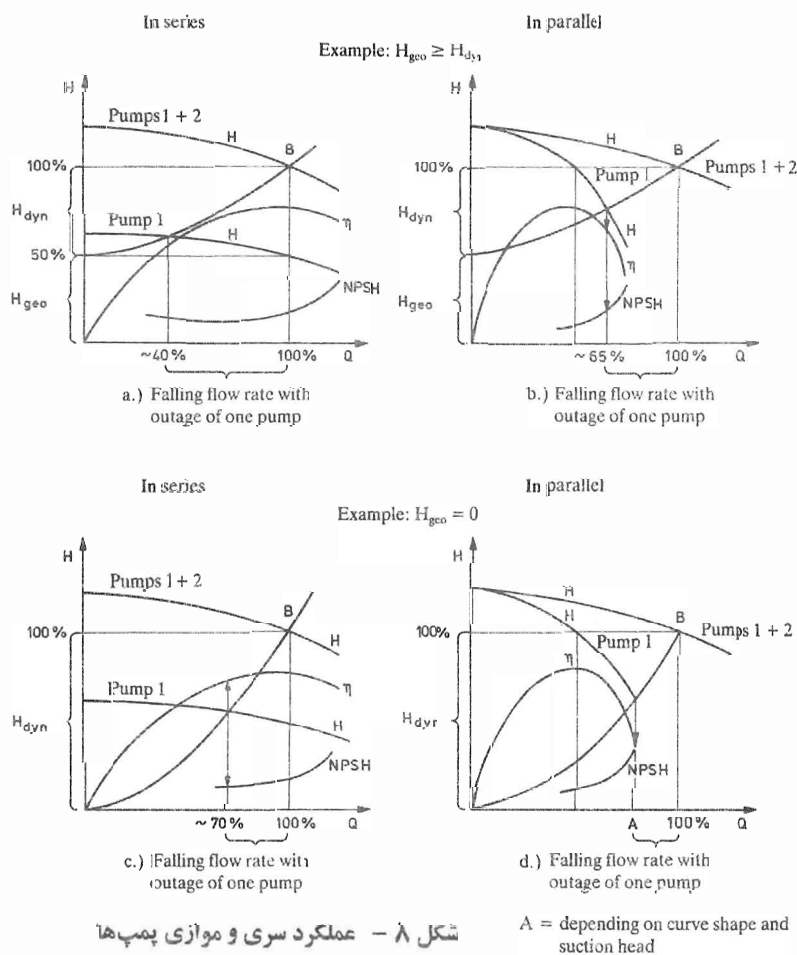 In series
In parallel
Example: Hgeo ≥ Hdyn
H
Pumps 1 + 2
H
B
100%
Hdyn
Pump 1
H
η
50%
NPSH
Hgeo
~40%
100%
Q
a.) Falling flow rate with
outage of one pump
H
H
B
100%
Pump 1
Pumps 1 + 2
Hdyn
H
η
Hgeo
NPSH
~65%
100%
Q
b.) Falling flow rate with
outage of one pump
In series
In parallel
Example: Hgeo = 0
H
Pumps 1 + 2
B
100%
H
Pump 1
η
Hdyn
H
NPSH
~70%
100%
Q
c.) Falling flow rate with
outage of one pump
H
H
H
B
100%
Pump 1
Pumps 1 + 2
η
Hdyr
NPSH
A
100%
Q
d.) Falling flow rate with
outage of one pump
شکل ۸ – عملکرد سری و موازی پمپ‌ها
A = depending on curve shape and
suction head